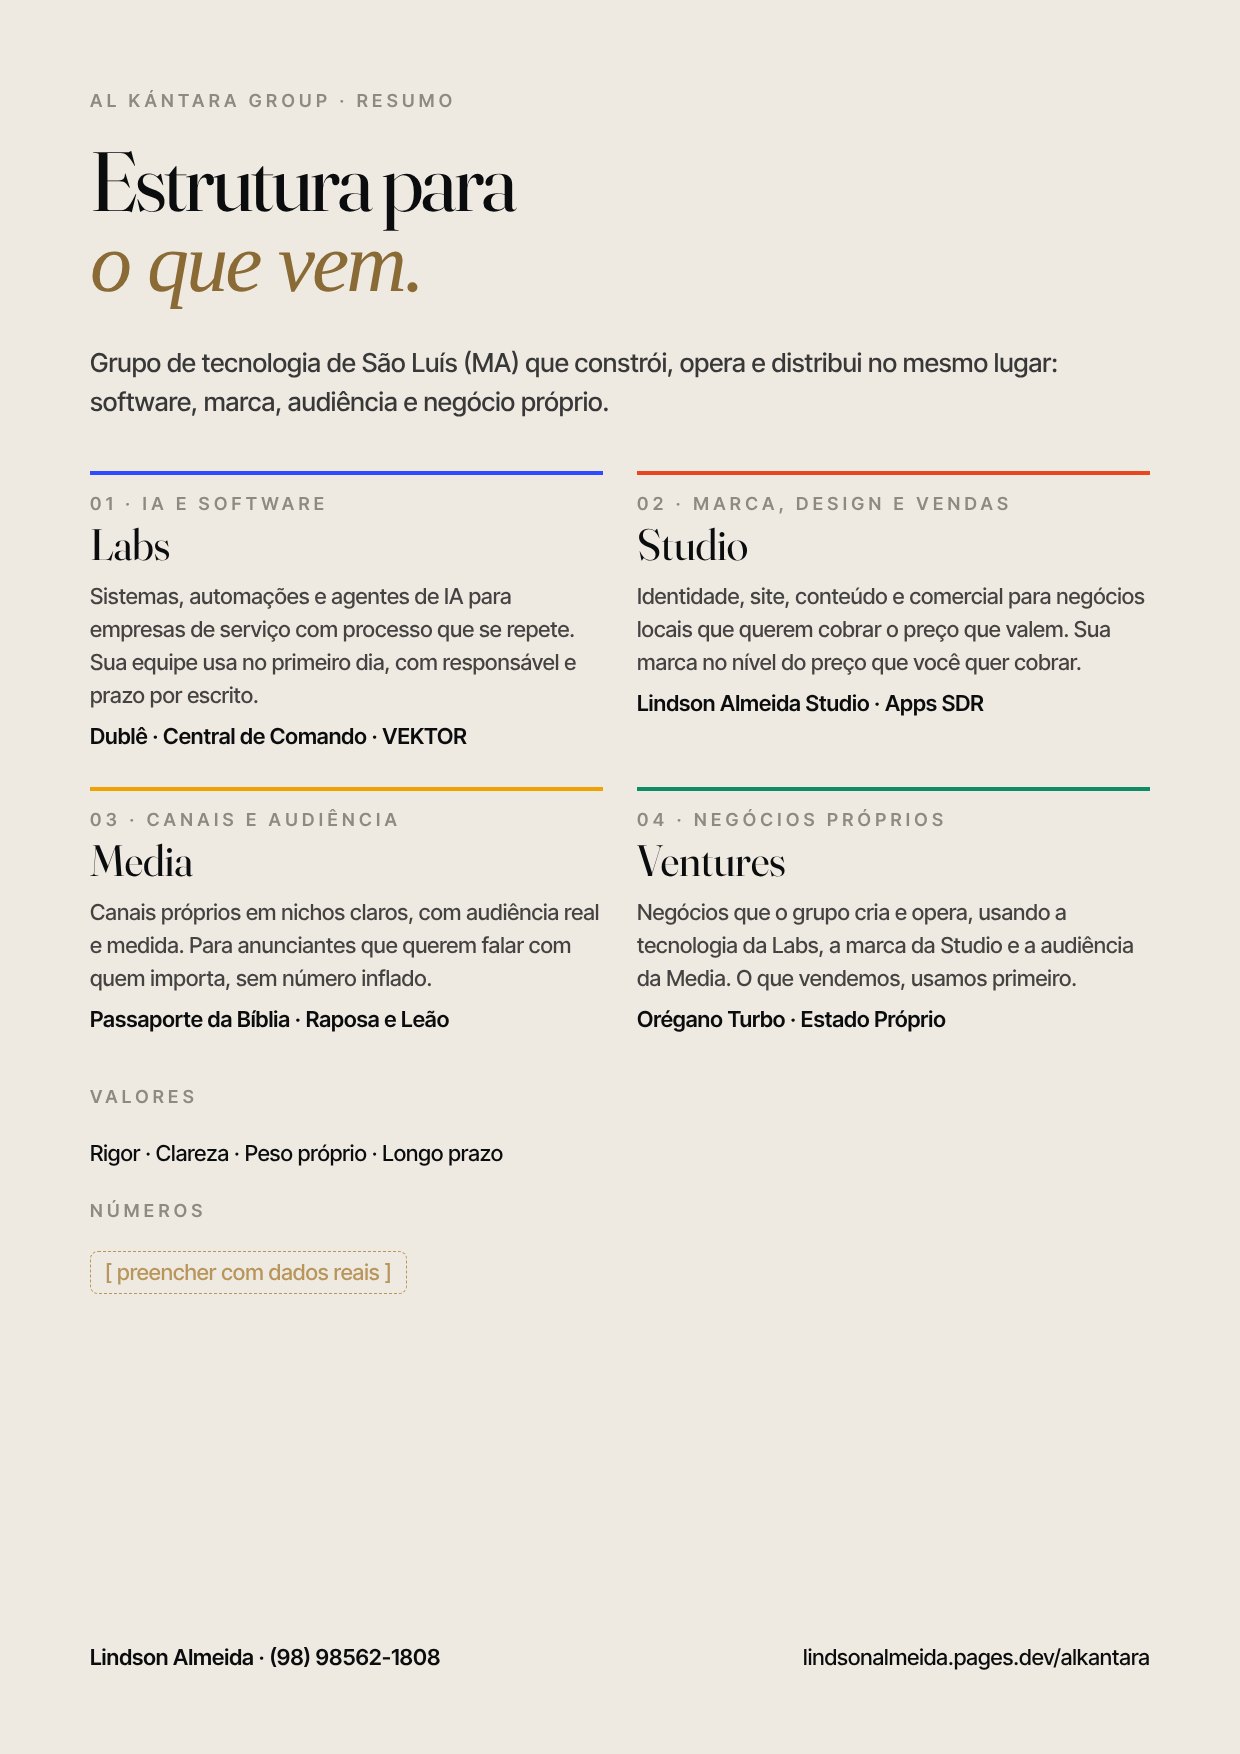 AL KÁNTARA GROUP · RESUMO
Estrutura para
o que vem.
Grupo de tecnologia de São Luís (MA) que constrói, opera e distribui no mesmo lugar:
software, marca, audiência e negócio próprio.
01 · IA E SOFTWARE
Labs
Sistemas, automações e agentes de IA para
empresas de serviço com processo que se repete.
Sua equipe usa no primeiro dia, com responsável e
prazo por escrito.
Dublê · Central de Comando · VEKTOR
02 · MARCA, DESIGN E VENDAS
Studio
Identidade, site, conteúdo e comercial para negócios
locais que querem cobrar o preço que valem. Sua
marca no nível do preço que você quer cobrar.
Lindson Almeida Studio · Apps SDR
03 · CANAIS E AUDIÊNCIA
Media
Canais próprios em nichos claros, com audiência real
e medida. Para anunciantes que querem falar com
quem importa, sem número inflado.
Passaporte da Bíblia · Raposa e Leão
04 · NEGÓCIOS PRÓPRIOS
Ventures
Negócios que o grupo cria e opera, usando a
tecnologia da Labs, a marca da Studio e a audiência
da Media. O que vendemos, usamos primeiro.
Orégano Turbo · Estado Próprio
VALORES
Rigor · Clareza · Peso próprio · Longo prazo
NÚMEROS
[ preencher com dados reais ]
Lindson Almeida · (98) 98562-1808
lindsonalmeida.pages.dev/alkantara